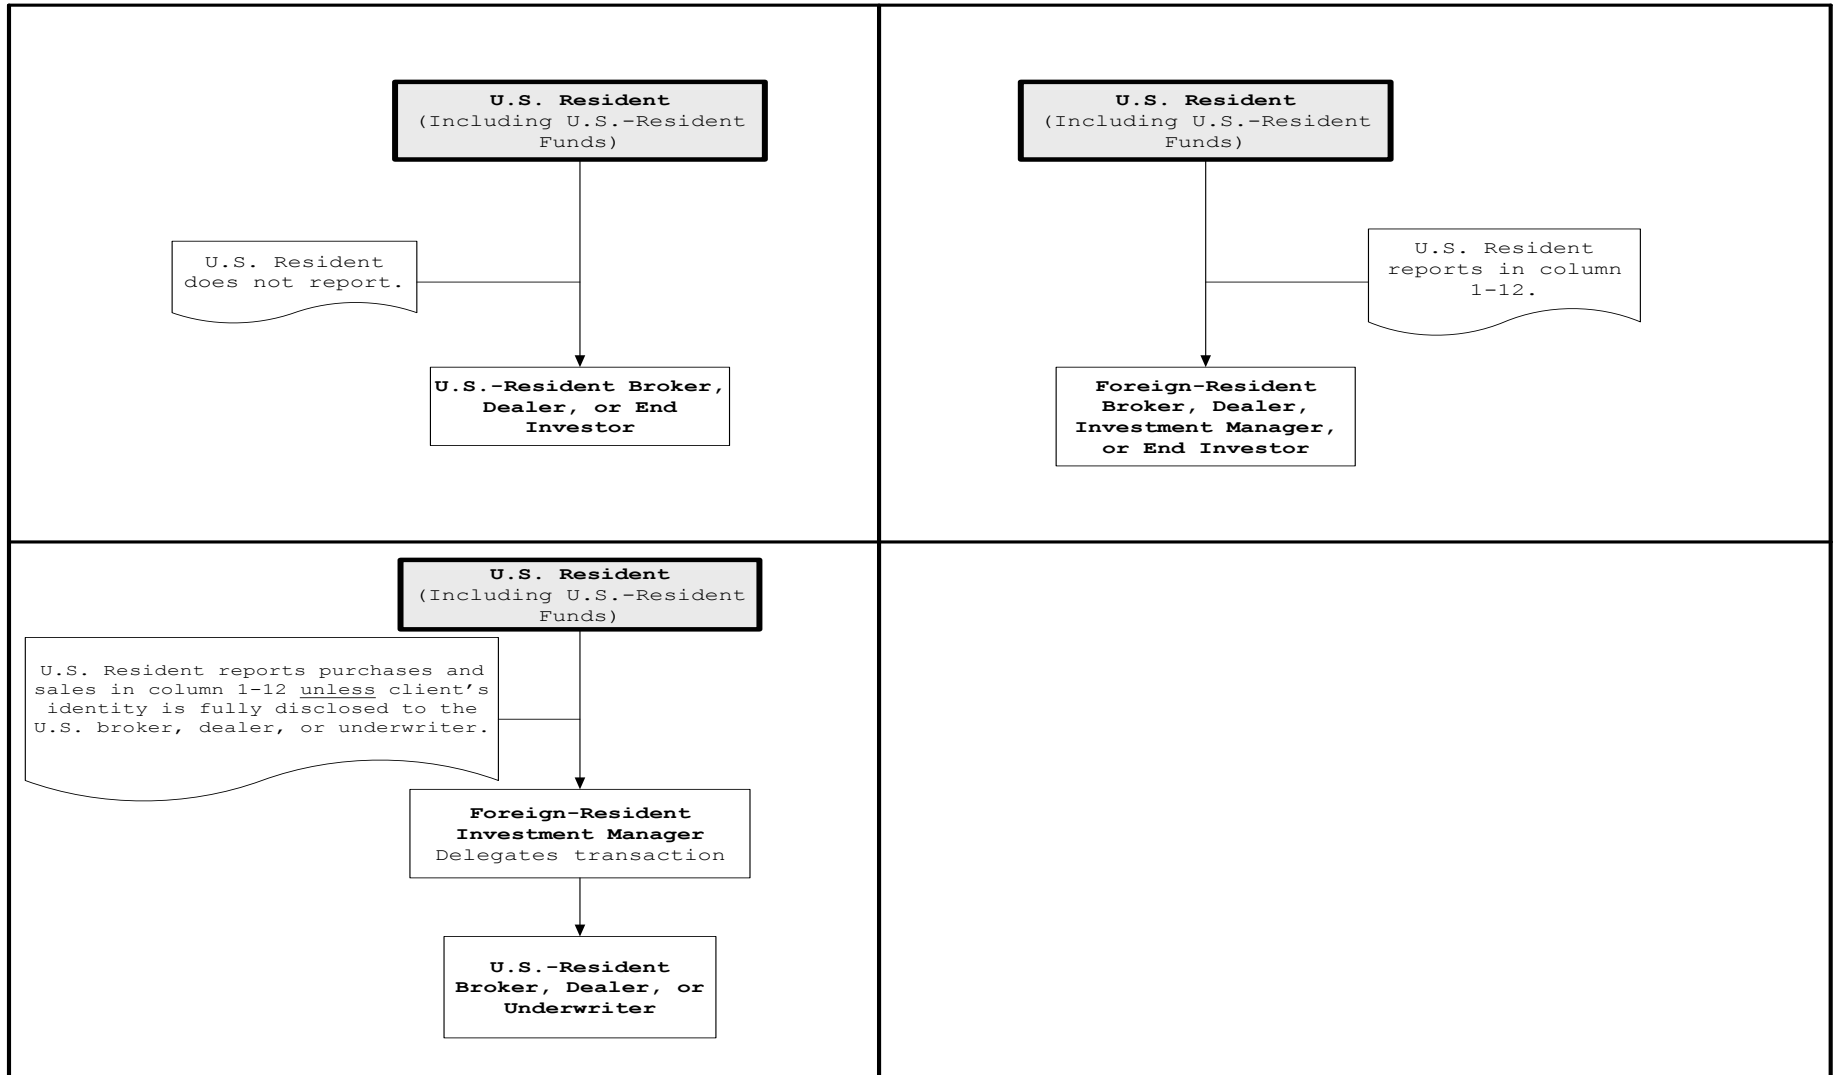 U.S. Resident
(Including U.S.-Resident
Funds)
U.S. Resident
does not report.
U.S.-Resident Broker,
Dealer, or End
Investor
U.S. Resident
(Including U.S.-Resident
Funds)
U.S. Resident
reports in column
1-12.
Foreign-Resident
Broker, Dealer,
Investment Manager,
or End Investor
U.S. Resident
(Including U.S.-Resident
Funds)
U.S. Resident reports purchases and
sales in column 1-12 unless client's
identity is fully disclosed to the
U.S. broker, dealer, or underwriter.
Foreign-Resident
Investment Manager
Delegates transaction
U.S.-Resident
Broker, Dealer, or
Underwriter